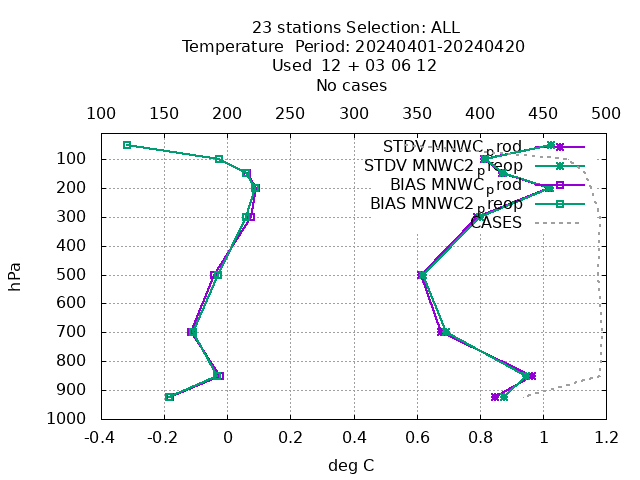 23 stations Selection: ALL
Temperature  Period: 20240401-20240420
Used  12 + 03 06 12
No cases
100 150 200 250 300 350 400 450 500
STDV MNWC_prod
STDV MNWC2_preop
BIAS MNWC_prod
BIAS MNWC2_preop
CASES
100
200
300
400
500
600
700
800
900
1000
hPa
-0.4 -0.2 0 0.2 0.4 0.6 0.8 1 1.2
deg C